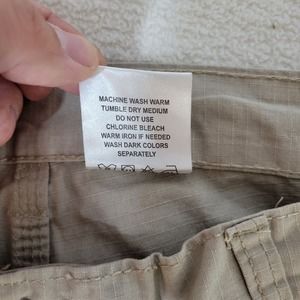 MACHINE WASH WARM
TUMBLE DRY MEDIUM
DO NOT USE
CHLORINE BLEACH
WARM IRON IF NEEDED
WASH DARK COLORS
SEPARATELY